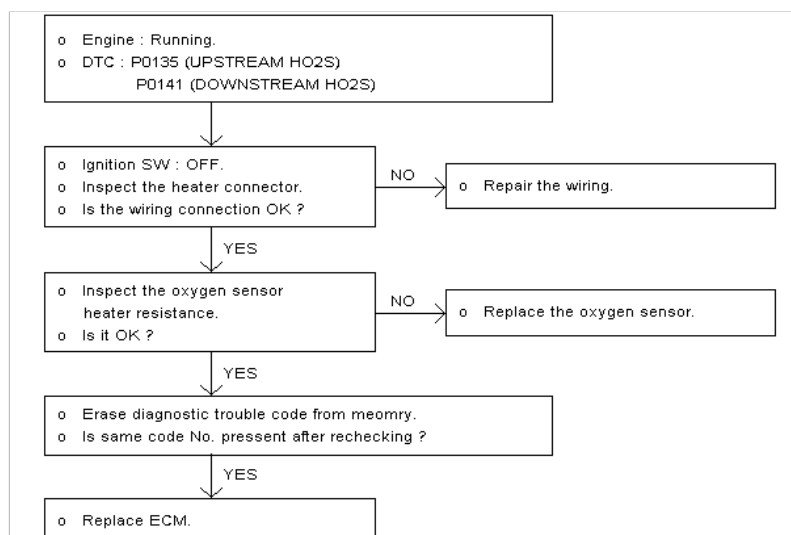 o Engine : Running.
o DTC : P0135 (UPSTREAM HO2S)
P0141 (DOWNSTREAM HO2S)
o Ignition SW : OFF.
o Inspect the heater connector.
o Is the wiring connection OK ?
NO
o Repair the wiring.
YES
o Inspect the oxygen sensor
heater resistance.
o Is it OK ?
NO
o Replace the oxygen sensor.
YES
o Erase diagnostic trouble code from meomry.
o Is same code No. pressent after rechecking ?
YES
o Replace ECM.